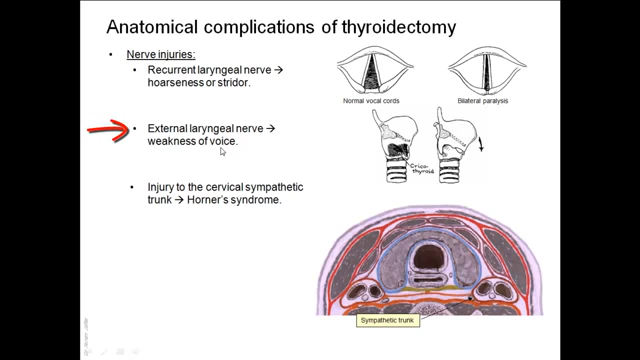 Anatomical complications of thyroidectomy
• Nerve injuries:
• Recurrent laryngeal nerve →
hoarseness or stridor.
• External laryngeal nerve →
weakness of voice.
• Injury to the cervical sympathetic
trunk → Horner's syndrome.
Normal vocal cords
Bilateral paralysis
Crico
thyroid
Sympathetic trunk